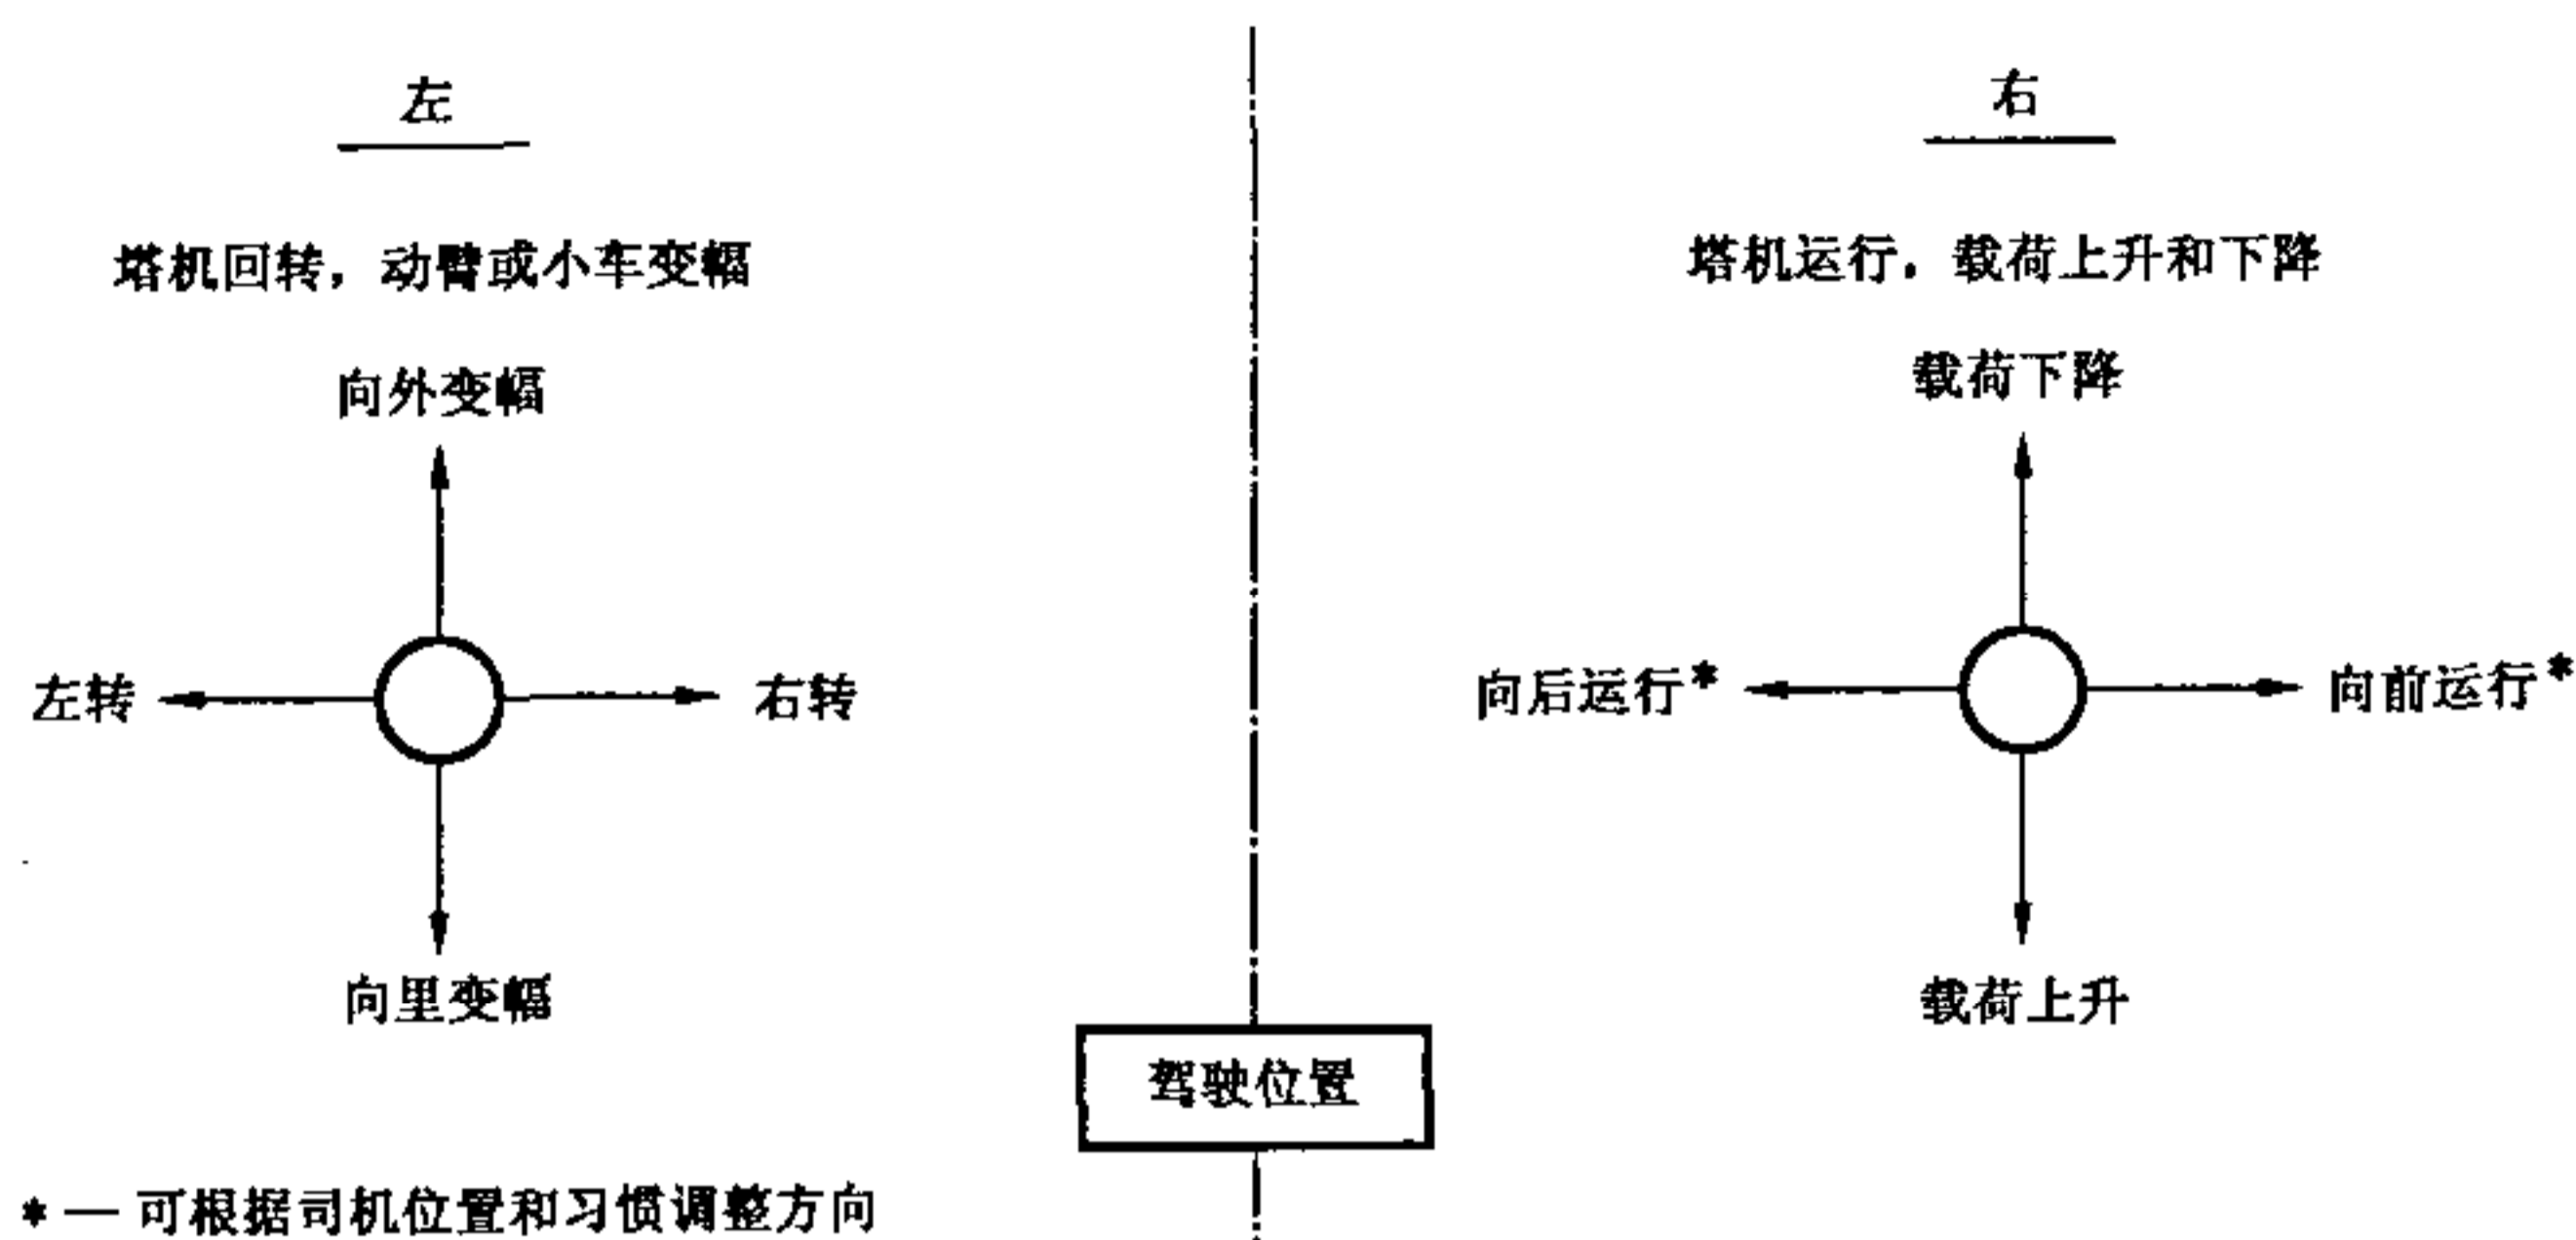 左
塔机回转，动臂或小车变幅
向外变幅
左转
右转
向里变幅
右
塔机运行，载荷上升和下降
载荷下降
向后运行*
向前运行*
载荷上升
驾驶位置
* — 可根据司机位置和习惯调整方向